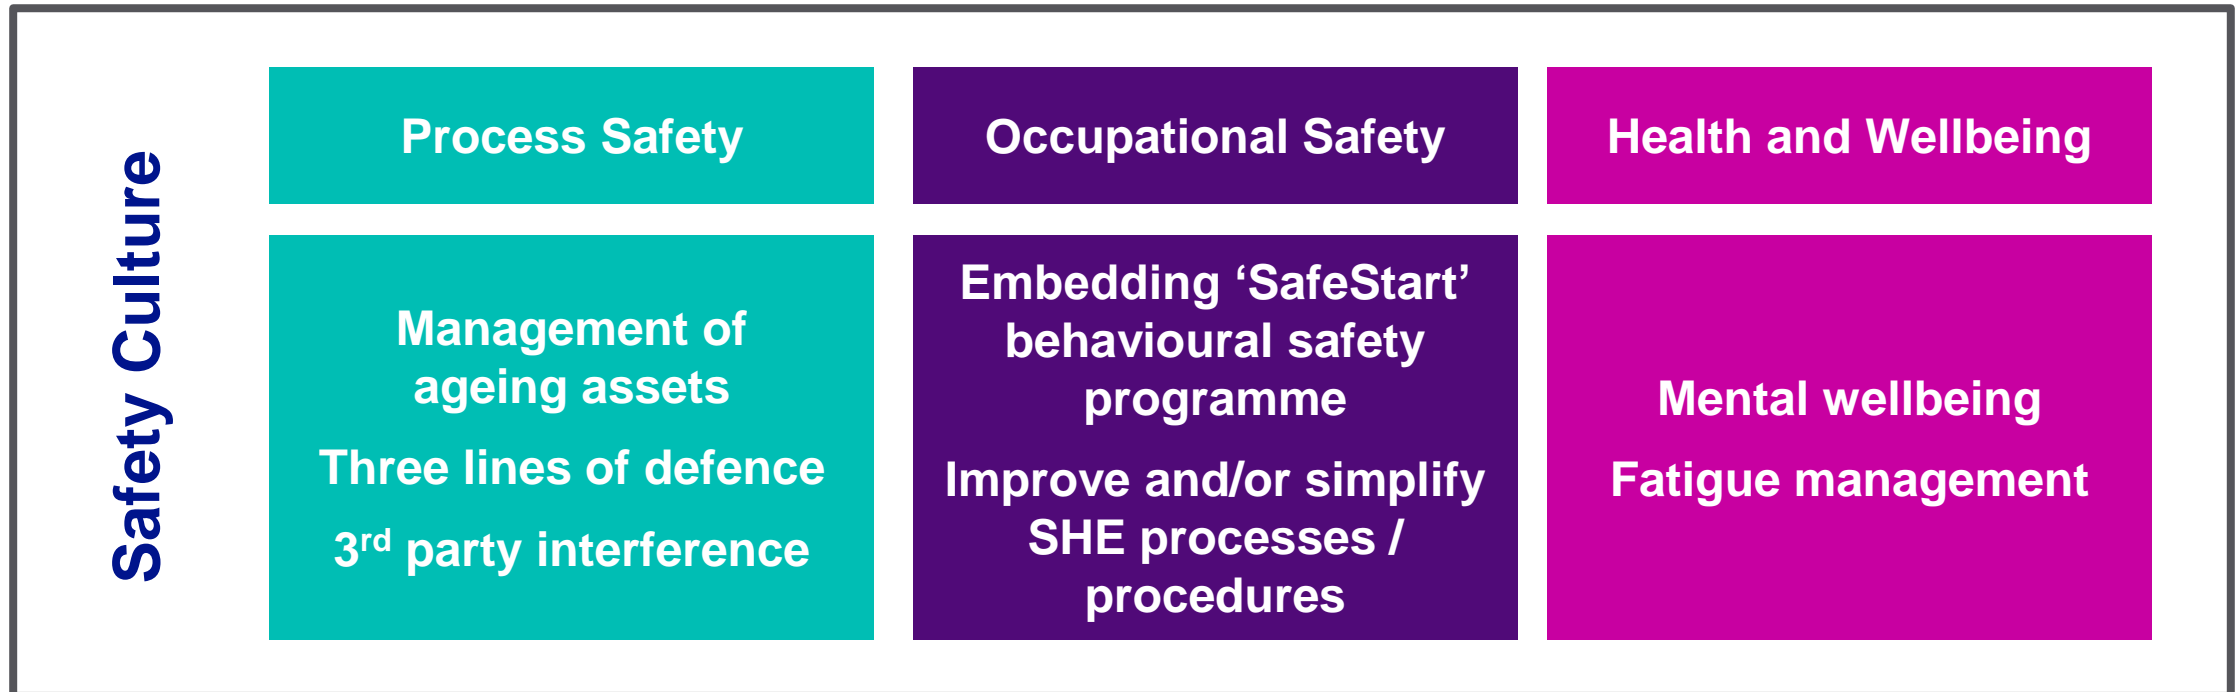 Safety Culture
Process Safety
Occupational Safety
Health and Wellbeing
Management of
ageing assets
Three lines of defence
3rd party interference
Embedding ‘SafeStart’
behavioural safety
programme
Improve and/or simplify
SHE processes /
procedures
Mental wellbeing
Fatigue management